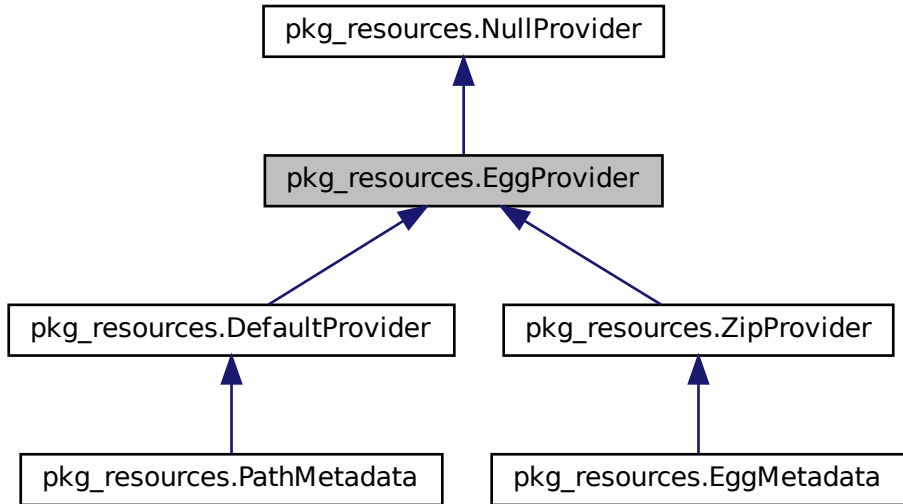 pkg_resources.NullProvider
pkg_resources.EggProvider
pkg_resources.DefaultProvider
pkg_resources.ZipProvider
pkg_resources.PathMetadata
pkg_resources.EggMetadata